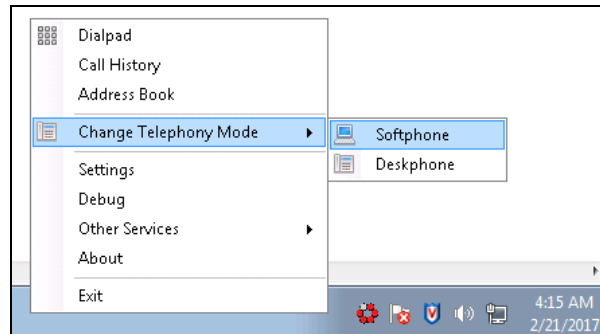 Dialpad
Call History
Address Book
Change Telephony Mode
Softphone
Deskphone
Settings
Debug
Other Services
About
Exit
4:15 AM
2/21/2017